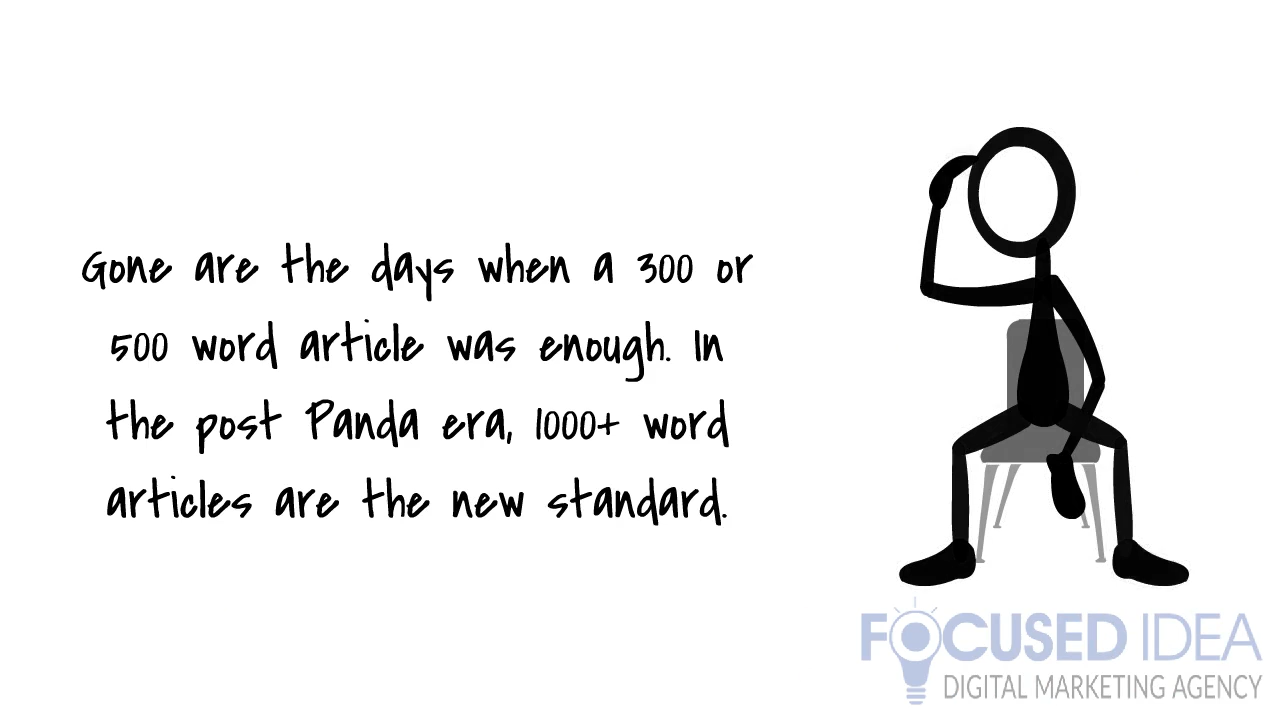 Gone are the days when a 300 or
500 word article was enough. In
the post Panda era, 1000+ word
articles are the new standard.
FOCUSED IDEA
DIGITAL MARKETING AGENCY